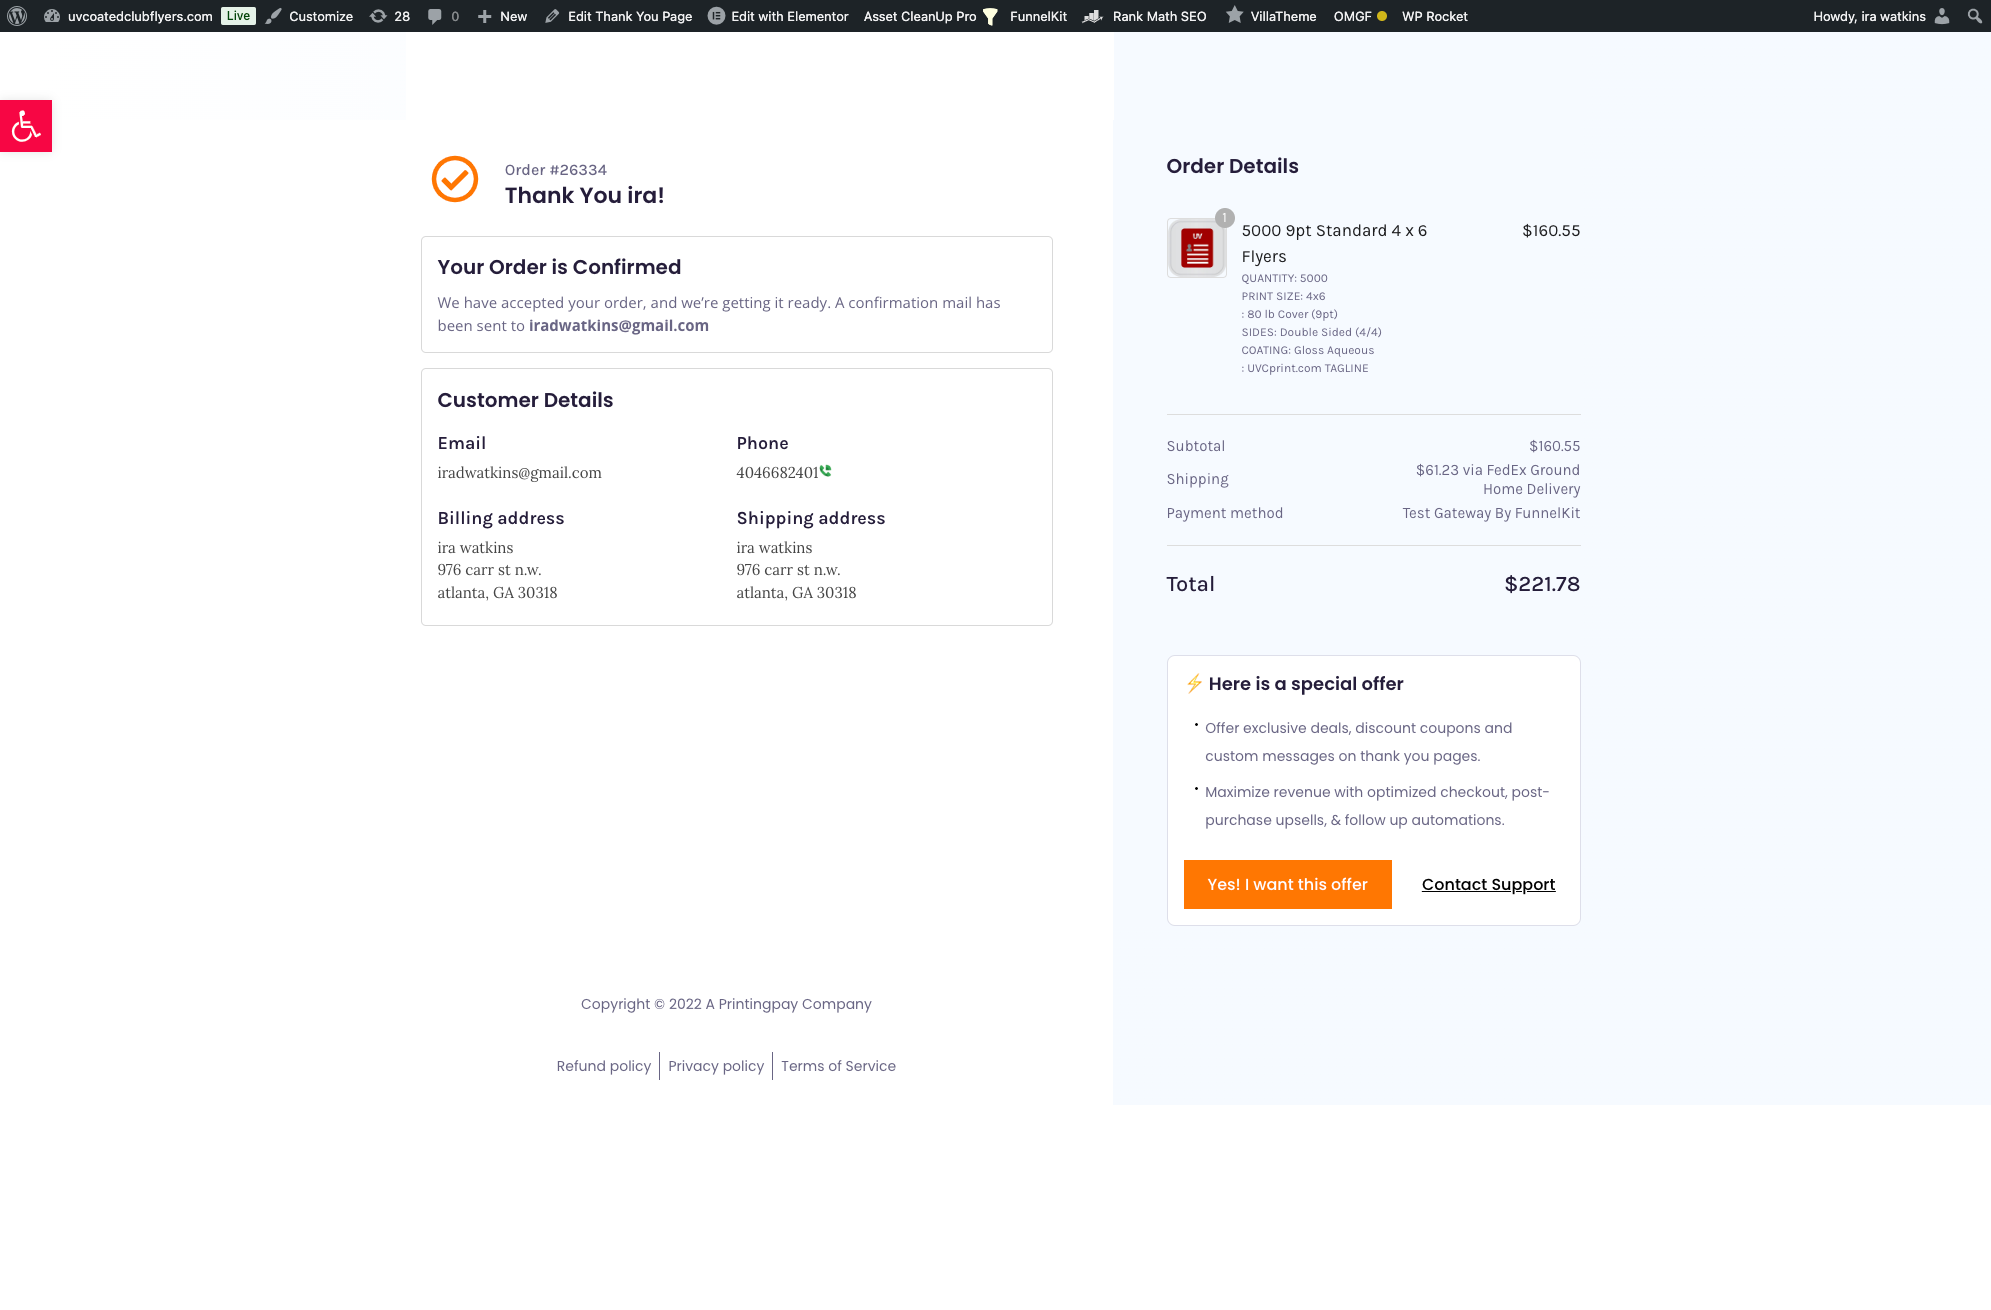 uvcoatedclubflyers.com Live Customize 28 0 New Edit Thank You Page Edit with Elementor Asset CleanUp Pro FunnelKit Rank Math SEO VillaTheme OMGF WP Rocket Howdy, ira watkins
Order #26334
Thank You ira!
Your Order is Confirmed
We have accepted your order, and we’re getting it ready. A confirmation mail has
been sent to iradwatkins@gmail.com
Customer Details
Email
iradwatkins@gmail.com
Phone
4046682401
Billing address
ira watkins
976 carr st n.w.
atlanta, GA 30318
Shipping address
ira watkins
976 carr st n.w.
atlanta, GA 30318
Copyright © 2022 A Printingpay Company
Refund policy Privacy policy Terms of Service
Order Details
1
UV
5000 9pt Standard 4 x 6 $160.55
Flyers
QUANTITY: 5000
PRINT SIZE: 4x6
: 80 lb Cover (9pt)
SIDES: Double Sided (4/4)
COATING: Gloss Aqueous
: UVCprint.com TAGLINE
Subtotal $160.55
Shipping $61.23 via FedEx Ground
Home Delivery
Payment method Test Gateway By FunnelKit
Total $221.78
⚡ Here is a special offer
· Offer exclusive deals, discount coupons and
custom messages on thank you pages.
· Maximize revenue with optimized checkout, post-
purchase upsells, & follow up automations.
Yes! I want this offer Contact Support